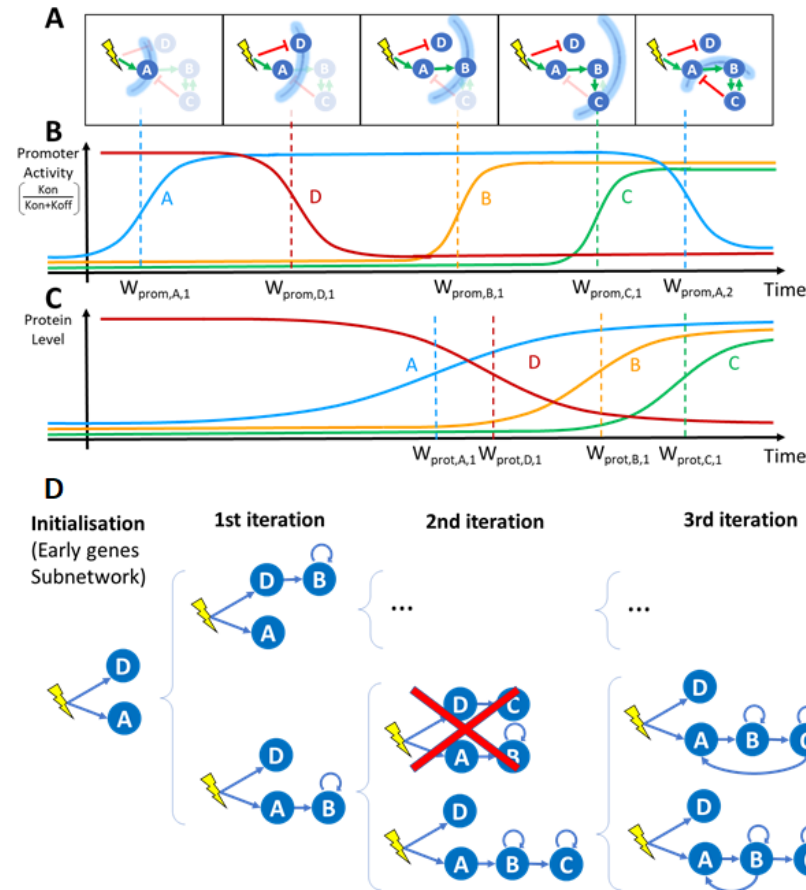 A
D A B C
D A B C
D A B C
D A B C
D A B C
B
Promoter
Activity
(Kon
Kon+Koff)
A D B C
Wprom,A,1 Wprom,D,1 Wprom,B,1 Wprom,C,1 Wprom,A,2 Time
C
Protein
Level
A D B C
Wprot,A,1 Wprot,D,1 Wprot,B,1 Wprot,C,1 Time
D
Initialisation 1st iteration 2nd iteration 3rd iteration
(Early genes
Subnetwork)
D B
A
...
...
D
A
D C
A B
D
A B C
D
A B
D
A B C
D
A B C